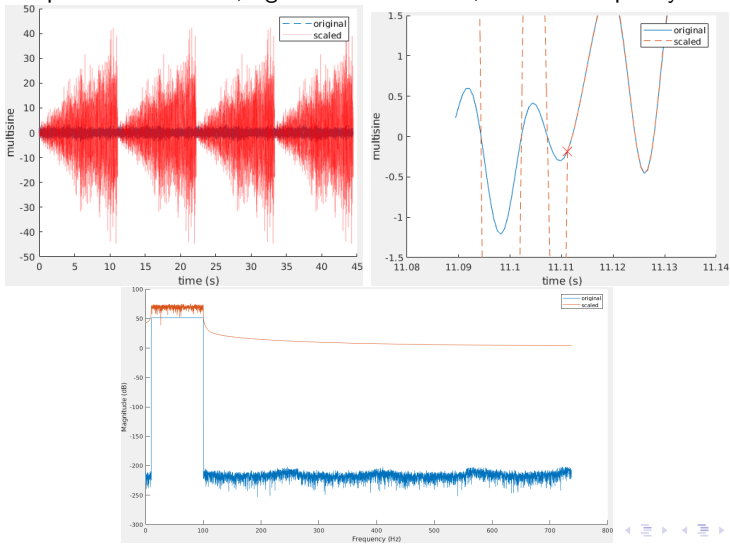 original
scaled
multisine
50
40
30
20
10
0
-10
-20
-30
-40
-50
0 5 10 15 20 25 30 35 40 45
time (s)
original
scaled
multisine
1.5
1
0.5
0
-0.5
-1
-1.5
11.08 11.09 11.1 11.11 11.12 11.13 11.14
time (s)
original
scaled
Magnitude (dB)
100
50
0
-50
-100
-150
-200
-250
-300
0 100 200 300 400 500 600 700 800
Frequency (Hz)